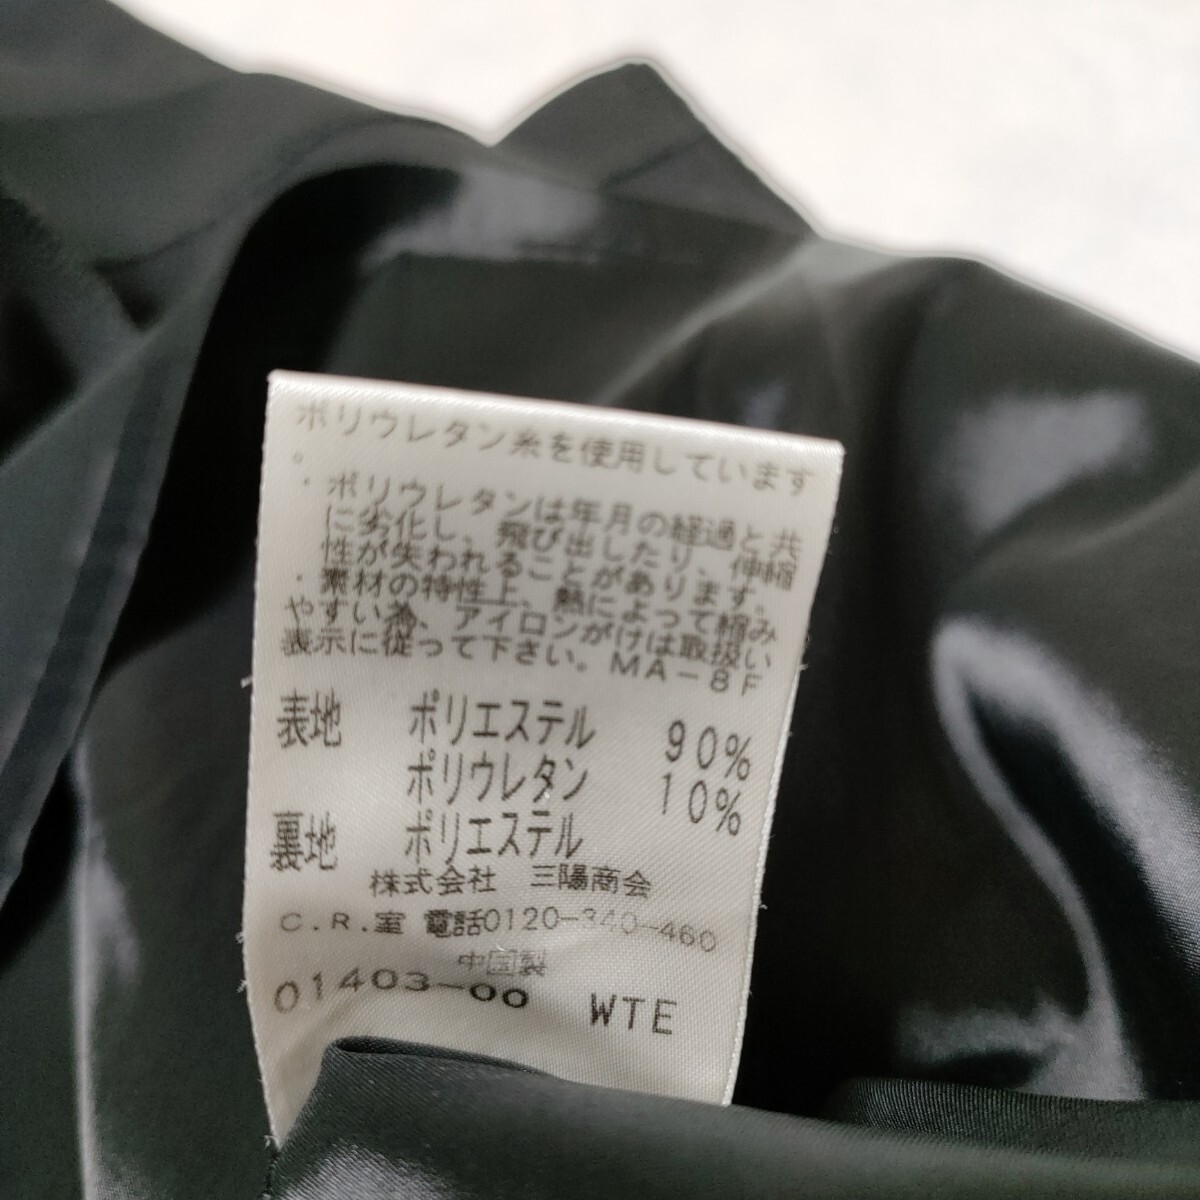 ポリウレタン糸を使用しています
。
・ポリウレタンは年月の経過と共
に劣化し、飛び出したり、伸縮
性が失われることがあります。
・素材の特性上、熱によって縮み
やすい為、アイロンがけは取扱い
表示に従って下さい。MA－8F
表地 ポリエステル 90%
ポリウレタン 10%
裏地 ポリエステル
株式会社 三陽商会
C.R.室 電話0120-340-460
中国製
01403-00 WTE